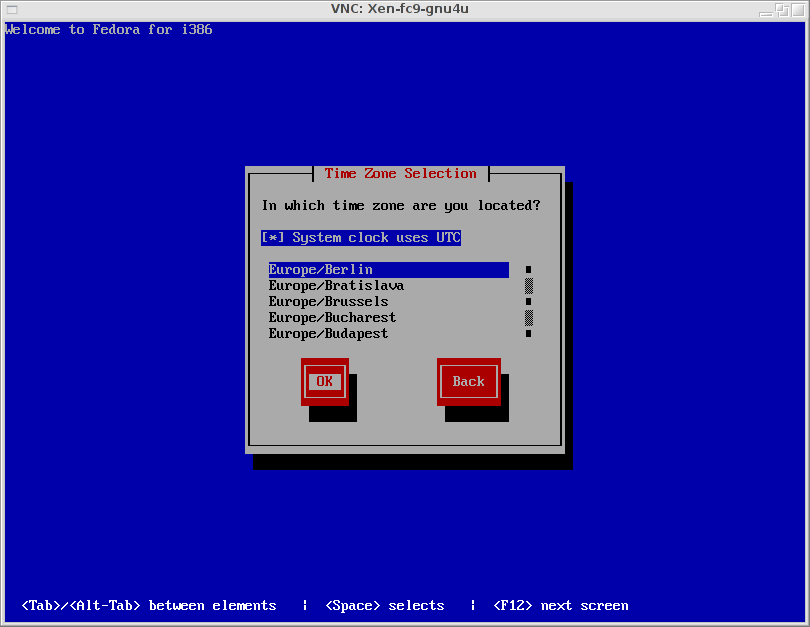 VNC: Xen-fc9-gnu4u
Welcome to Fedora for i386
Time Zone Selection
In which time zone are you located?
[*] System clock uses UTC
Europe/Berlin
Europe/Bratislava
Europe/Brussels
Europe/Bucharest
Europe/Budapest
OK Back
<Tab>/<Alt-Tab> between elements | <Space> selects | <F12> next screen